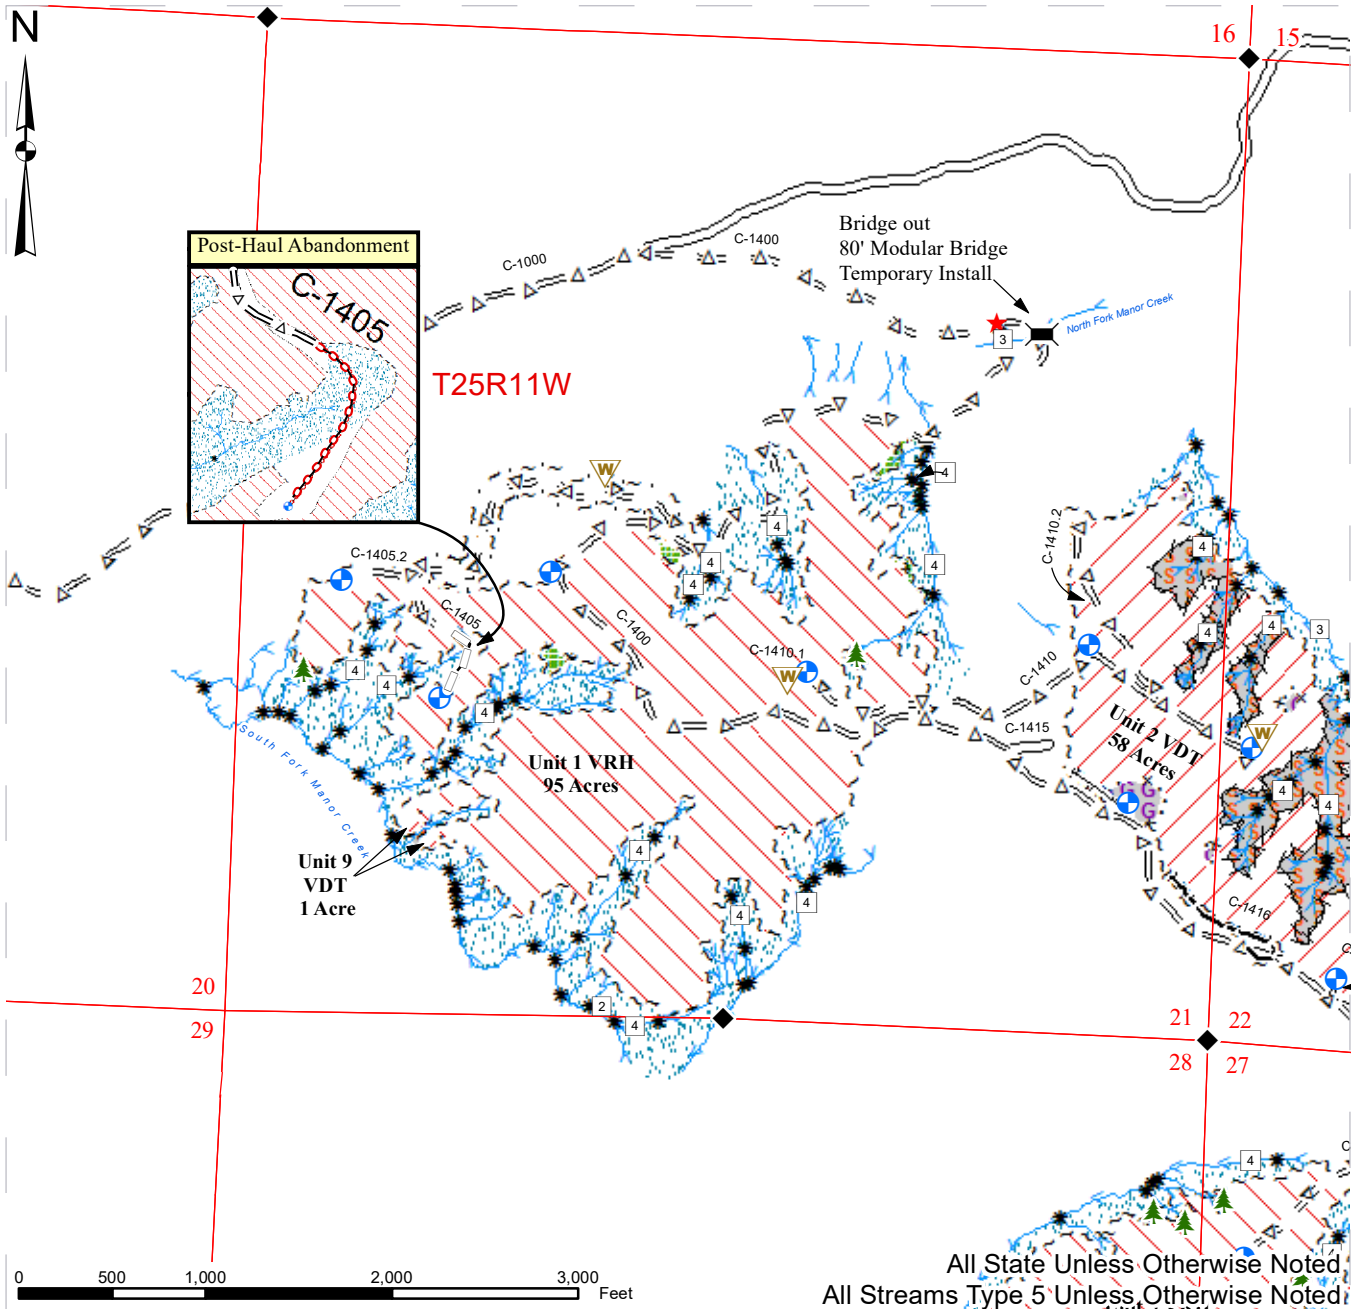 N
16 15
Bridge out
80' Modular Bridge
Temporary Install
Post-Haul Abandonment
C-1405
C-1000
C-1400
North Fork Manor Creek
3
T25R11W
W
4
C-1410.2
4
4
4
4
4
C-1405.2
C-1405
C-1400
C-1410.1
W
C-1410
4
4
3
4
4
4
South Fork Manor Creek
Unit 1 VRH
95 Acres
C-1415
Unit 2 VDT
58 Acres
W
G G
G
4
4
S
Unit 9
VDT
1 Acre
4
4
4
C-1416
2
4
20
29
21 22
28 27
4
0 500 1,000 2,000 3,000
Feet
All State Unless Otherwise Noted
All Streams Type 5 Unless Otherwise Noted